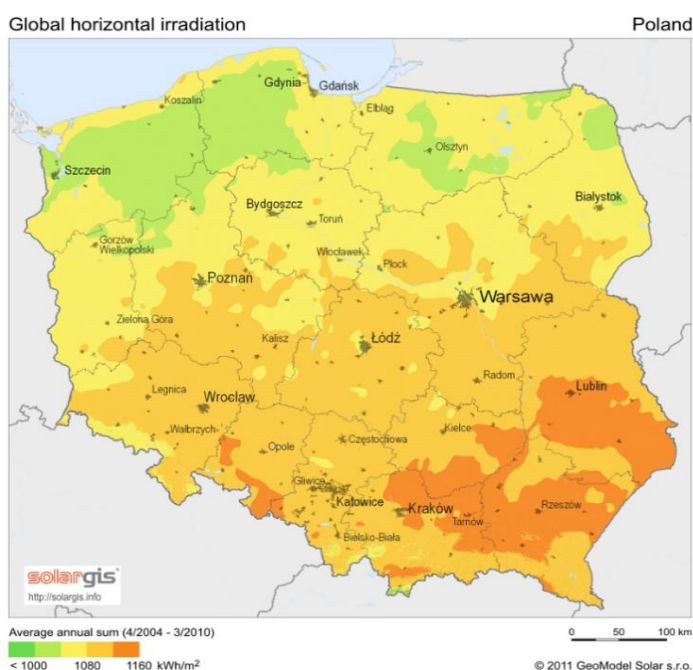 Global horizontal irradiation
Poland
Koszalin
Gdynia
Gdańsk
Elbląg
Szczecin
Olsztyn
Białystok
Bydgoszcz
Toruń
Gorzów
Wielkopolski
Włocławek
Płock
Poznań
Warsawa
Zielona Góra
Kalisz
Łódź
Radom
Lublin
Legnica
Wrocław
Wałbrzych
Opole
Częstochowa
Kielce
Gliwice
Katowice
Kraków
Tarnów
Rzeszów
Bielsko-Biała
solargis
http://solargis.info
Average annual sum (4/2004 - 3/2010)
0 50 100 km
< 1000 1080 1160 kWh/m²
© 2011 GeoModel Solar s.r.o.